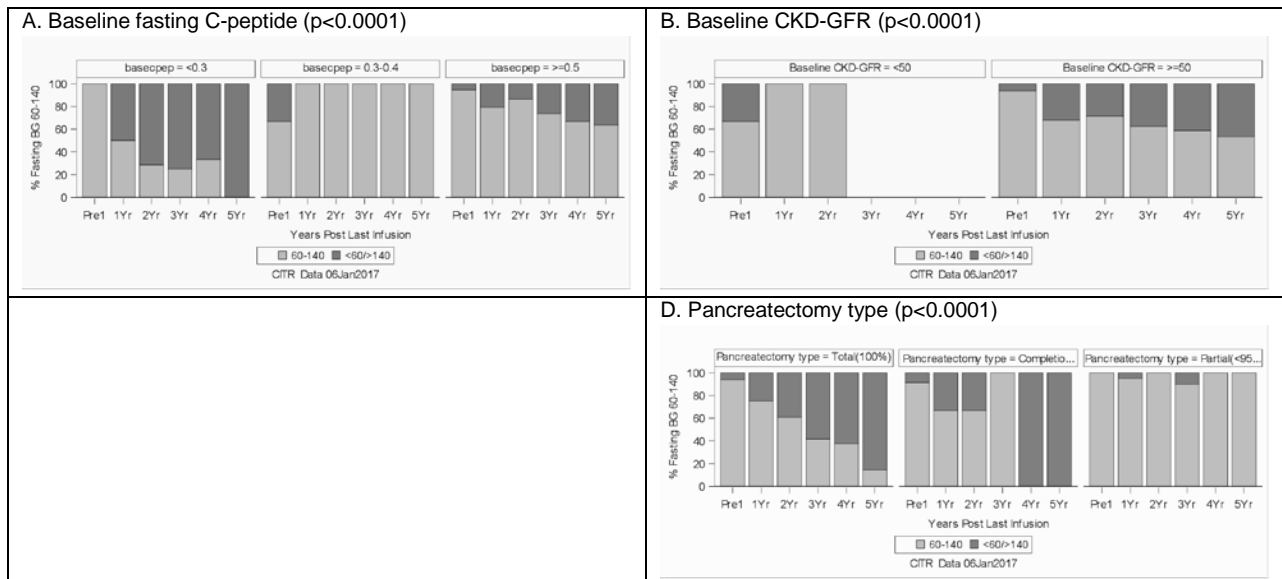 A. Baseline fasting C-peptide (p<0.0001)
basecpep = <0.3
basecpep = 0.3-0.4
basecpep = >=0.5
% Fasting BG 60-140
100
80
60
40
20
0
Pre1 1Yr 2Yr 3Yr 4Yr 5Yr
Pre1 1Yr 2Yr 3Yr 4Yr 5Yr
Pre1 1Yr 2Yr 3Yr 4Yr 5Yr
Years Post Last Infusion
60-140 <60/>140
CITR Data 06Jan2017
B. Baseline CKD-GFR (p<0.0001)
Baseline CKD-GFR = <50
Baseline CKD-GFR = >=50
% Fasting BG 60-140
100
80
60
40
20
0
Pre1 1Yr 2Yr 3Yr 4Yr 5Yr
Pre1 1Yr 2Yr 3Yr 4Yr 5Yr
Years Post Last Infusion
60-140 <60/>140
CITR Data 06Jan2017
D. Pancreatectomy type (p<0.0001)
Pancreatectomy type = Total(100%)
Pancreatectomy type = Completio...
Pancreatectomy type = Partial(<95...
% Fasting BG 60-140
100
80
60
40
20
0
Pre1 1Yr 2Yr 3Yr 4Yr 5Yr
Pre1 1Yr 2Yr 3Yr 4Yr 5Yr
Pre1 1Yr 2Yr 3Yr 4Yr 5Yr
Years Post Last Infusion
60-140 <60/>140
CITR Data 06Jan2017